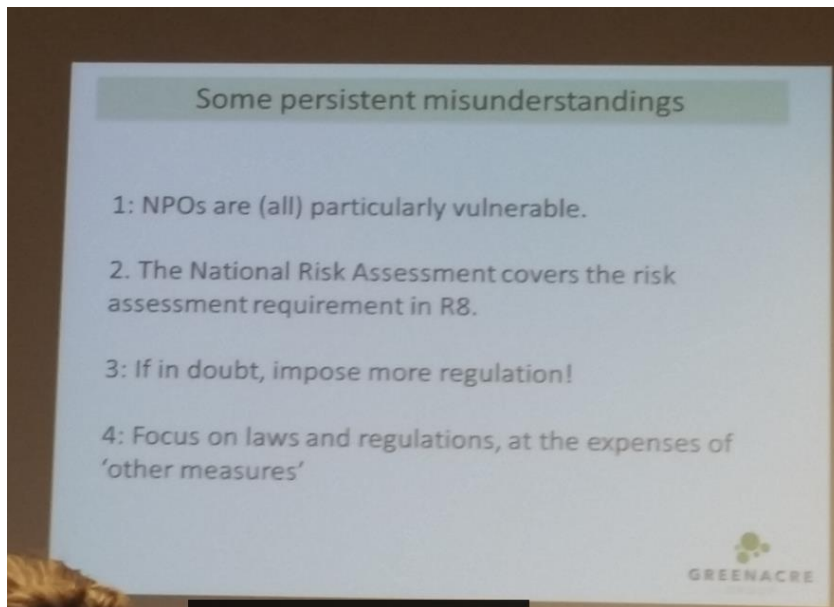 Some persistent misunderstandings
1: NPOs are (all) particularly vulnerable.
2. The National Risk Assessment covers the risk
assessment requirement in R8.
3: If in doubt, impose more regulation!
4: Focus on laws and regulations, at the expenses of
‘other measures’
GREENACRE